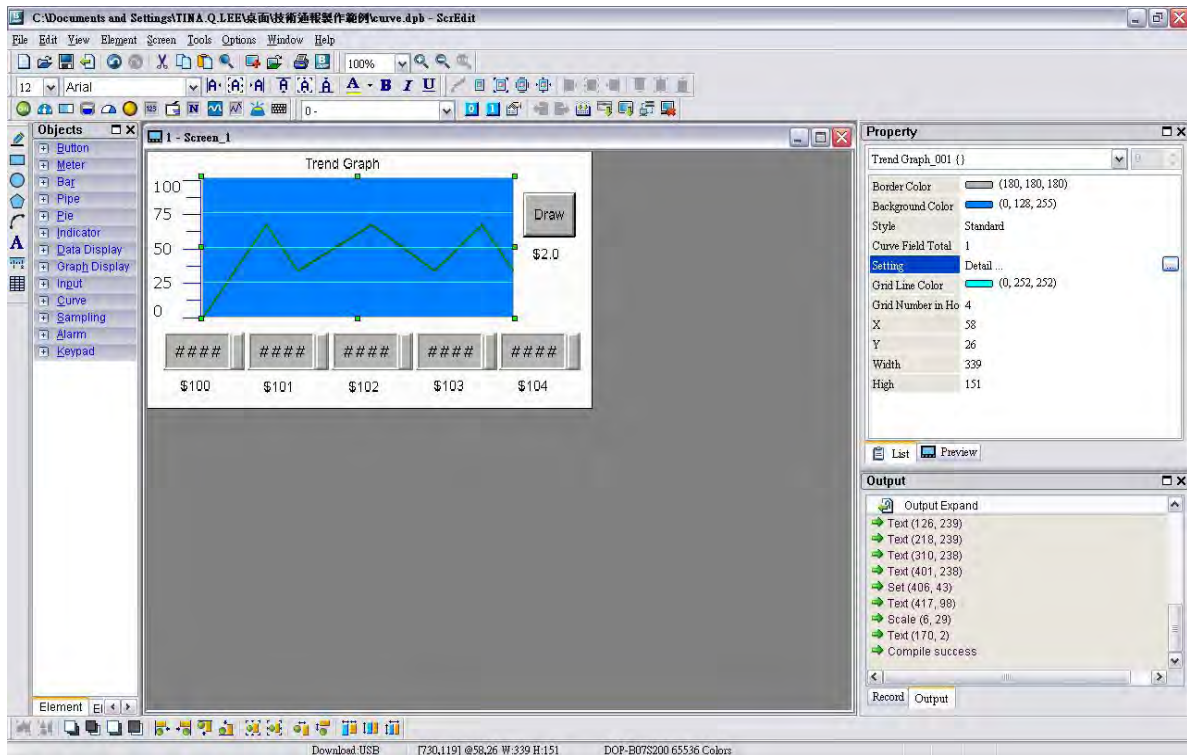 C:\Documents and Settings\TINA.Q.LEE\桌面\技術通報製作範例\curve.dpb - ScrEdit
File Edit View Element Screen Tools Options Window Help
100%
12 Arial
A B I U
0 -
Objects
Button
Meter
Bar
Pipe
Pie
Indicator
Data Display
Graph Display
Input
Curve
Sampling
Alarm
Keypad
Element El
1 - Screen_1
Trend Graph
100
75
50
25
0
Draw
$2.0
#### #### #### #### ####
$100 $101 $102 $103 $104
Property
Trend Graph_001 {}
0
Border Color (180, 180, 180)
Background Color (0, 128, 255)
Style Standard
Curve Field Total 1
Setting Detail ...
Grid Line Color (0, 252, 252)
Grid Number in Ho 4
X 58
Y 26
Width 339
High 151
List Preview
Output
Output Expand
Text (126, 239)
Text (218, 239)
Text (310, 238)
Text (401, 238)
Set (406, 43)
Text (417, 98)
Scale (6, 29)
Text (170, 2)
Compile success
Record Output
Download:USB [730,119] @58,26 W:339 H:151 DOP-B07S200 65536 Colors